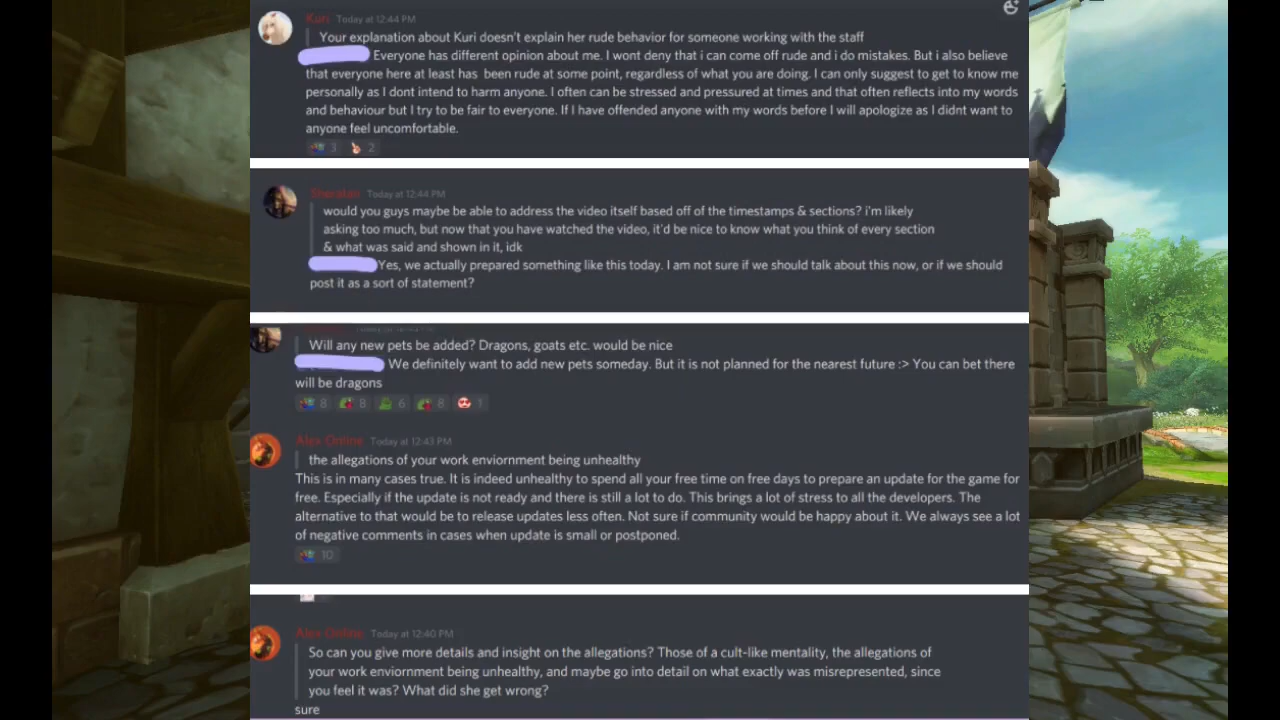 Kuri Today at 12:44 PM
Your explanation about Kuri doesn't explain her rude behavior for someone working with the staff
Everyone has different opinion about me. I wont deny that i can come off rude and i do mistakes. But i also believe
that everyone here at least has been rude at some point, regardless of what you are doing. I can only suggest to get to know me
personally as I dont intend to harm anyone. I often can be stressed and pressured at times and that often reflects into my words
and behaviour but I try to be fair to everyone. If I have offended anyone with my words before I will apologize as I didnt want to
anyone feel uncomfortable.
3 2
Today at 12:44 PM
would you guys maybe be able to address the video itself based off of the timestamps & sections? i'm likely
asking too much, but now that you have watched the video, it'd be nice to know what you think of every section
& what was said and shown in it, idk
Yes, we actually prepared something like this today. I am not sure if we should talk about this now, or if we should
post it as a sort of statement?
Will any new pets be added? Dragons, goats etc. would be nice
We definitely want to add new pets someday. But it is not planned for the nearest future :> You can bet there
will be dragons
8 8 6 8 1
Alex Online Today at 12:43 PM
the allegations of your work enviornment being unhealthy
This is in many cases true. It is indeed unhealthy to spend all your free time on free days to prepare an update for the game for
free. Especially if the update is not ready and there is still a lot to do. This brings a lot of stress to all the developers. The
alternative to that would be to release updates less often. Not sure if community would be happy about it. We always see a lot
of negative comments in cases when update is small or postponed.
10
Alex Online Today at 12:40 PM
So can you give more details and insight on the allegations? Those of a cult-like mentality, the allegations of
your work enviornment being unhealthy, and maybe go into detail on what exactly was misrepresented, since
you feel it was? What did she get wrong?
sure